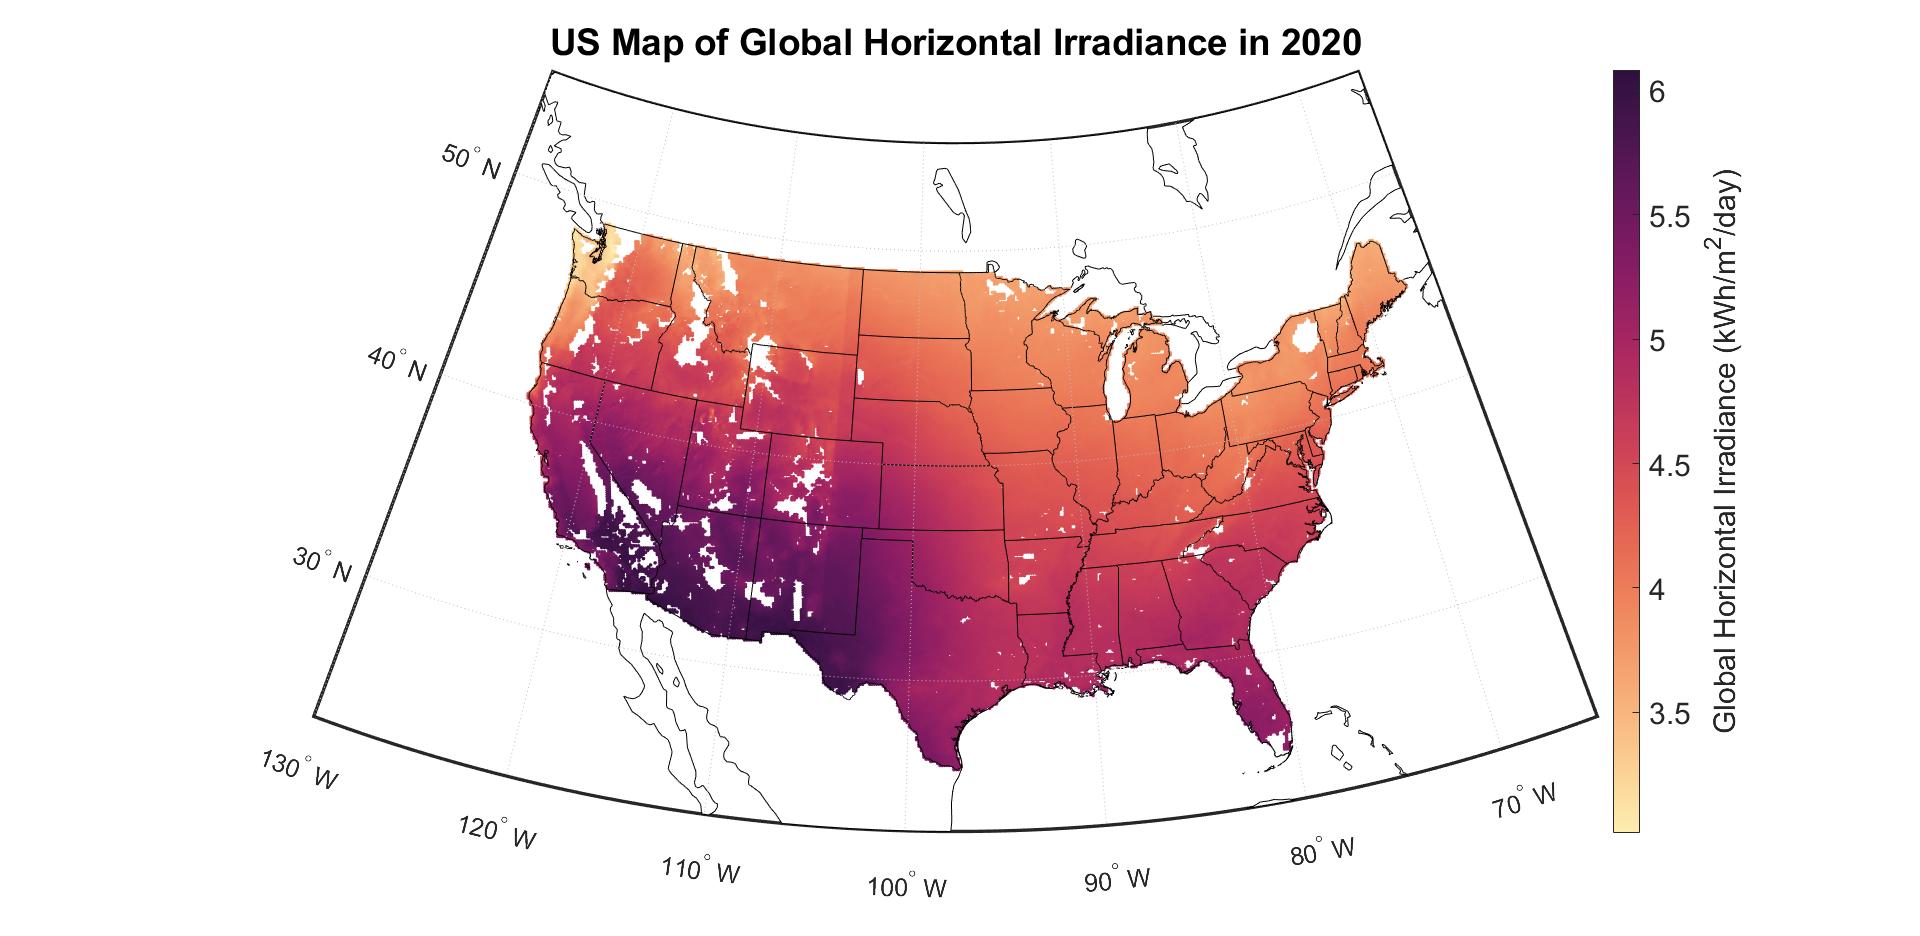 US Map of Global Horizontal Irradiance in 2020
50° N
40° N
30° N
130° W
120° W
110° W
100° W
90° W
80° W
70° W
6
5.5
5
4.5
4
3.5
Global Horizontal Irradiance (kWh/m²/day)